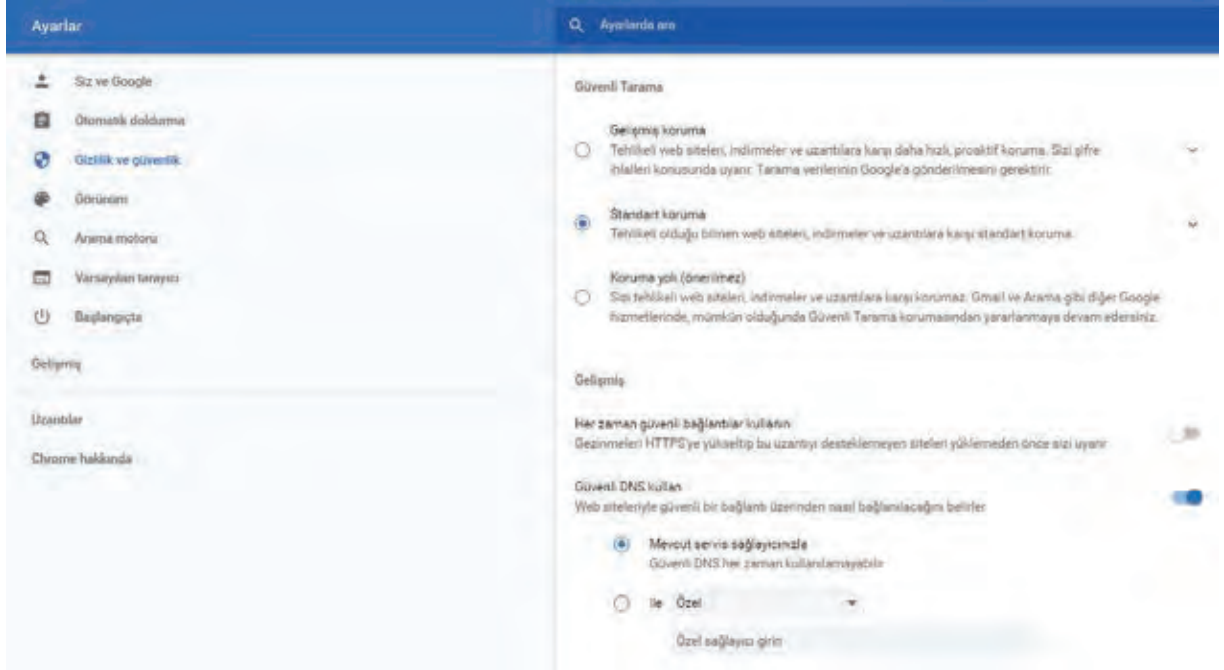 Ayarlar
Ayarlarda ara
Siz ve Google
Otomatik doldurma
Gizlilik ve güvenlik
Görünüm
Arama motoru
Varsayılan tarayıcı
Başlangıçta
Gelişmiş
Uzantılar
Chrome hakkında
Güvenli Tarama
Gelişmiş koruma
Tehlikeli web siteleri, indirmeler ve uzantılara karşı daha hızlı, proaktif koruma. Sizi şifre
ihlalleri konusunda uyarır. Tarama verilerinin Google'a gönderilmesini gerektirir.
Standart koruma
Tehlikeli olduğu bilinen web siteleri, indirmeler ve uzantılara karşı standart koruma.
Koruma yok (önerilmez)
Sizi tehlikeli web siteleri, indirmeler ve uzantılara karşı korumaz. Gmail ve Arama gibi diğer Google
hizmetlerinde, mümkün olduğunda Güvenli Tarama korumasından yararlanmaya devam edersiniz.
Gelişmiş
Her zaman güvenli bağlantılar kullanın
Gezinmeleri HTTPS'ye yükseltip bu uzantıyı desteklemeyen siteleri yüklemeden önce sizi uyarır
Güvenli DNS kullan
Web siteleriyle güvenli bir bağlantı üzerinden nasıl bağlanılacağını belirler
Mevcut servis sağlayıcınızla
Güvenli DNS her zaman kullanılamayabilir
ile Özel
Özel sağlayıcı girin